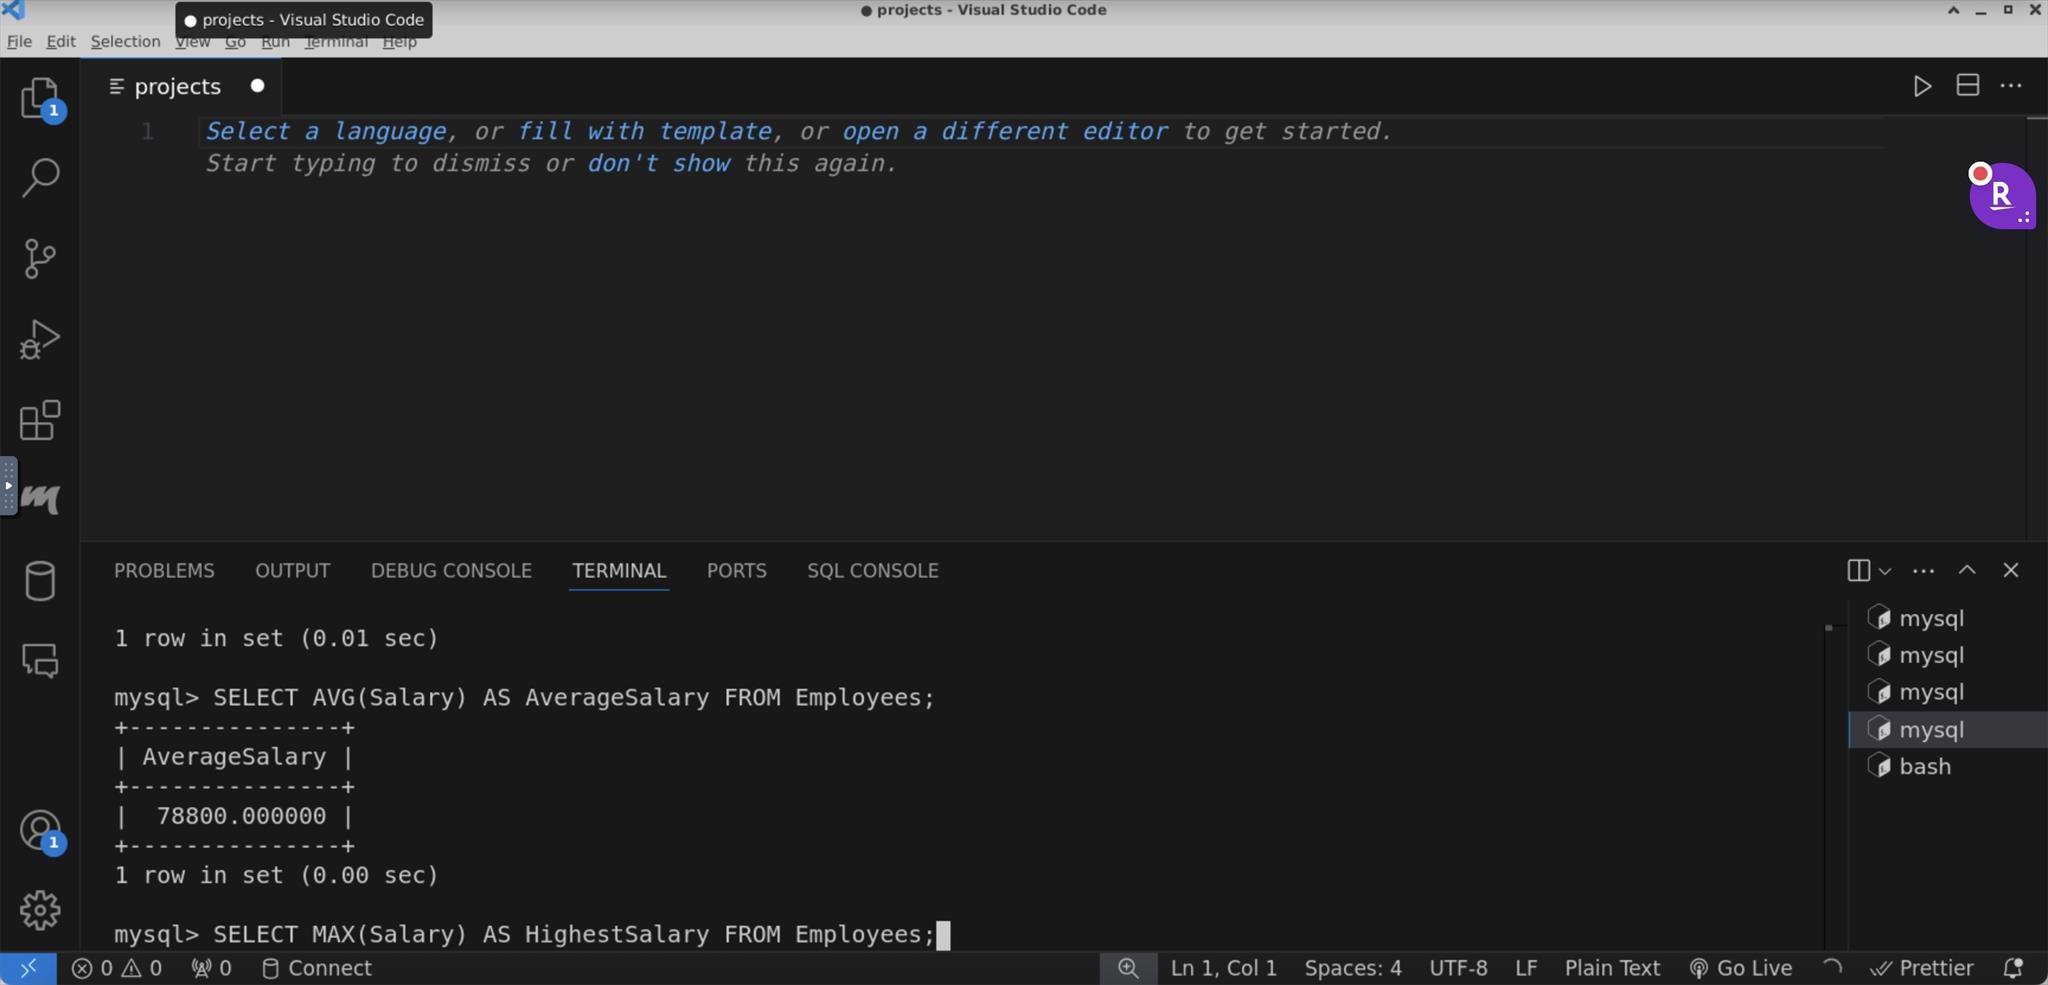 ● projects - Visual Studio Code
● projects - Visual Studio Code
File Edit Selection View Go Run Terminal Help
projects
1
1 Select a language, or fill with template, or open a different editor to get started.
Start typing to dismiss or don't show this again.
R
m
PROBLEMS OUTPUT DEBUG CONSOLE TERMINAL PORTS SQL CONSOLE
1 row in set (0.01 sec)
mysql> SELECT AVG(Salary) AS AverageSalary FROM Employees;
+---------------+
| AverageSalary |
+---------------+
|  78800.000000 |
+---------------+
1 row in set (0.00 sec)
mysql> SELECT MAX(Salary) AS HighestSalary FROM Employees;
mysql
mysql
mysql
mysql
bash
1
0 0 0 Connect Ln 1, Col 1 Spaces: 4 UTF-8 LF Plain Text Go Live Prettier